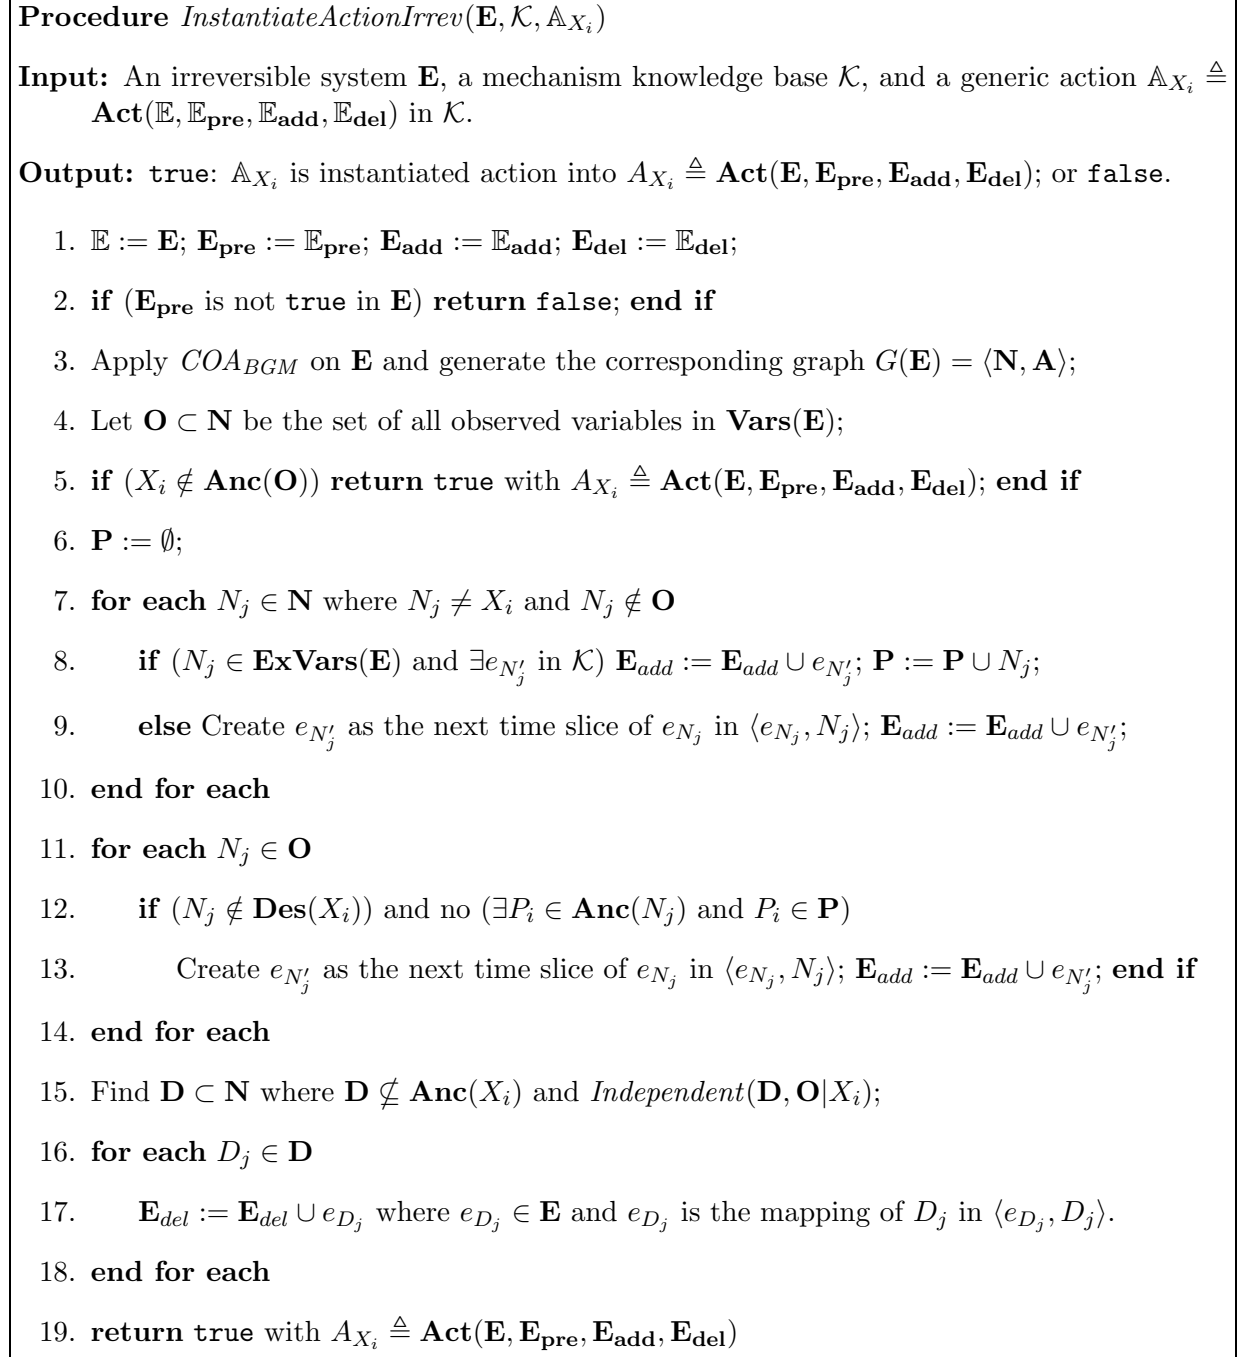 Procedure InstantiateActionIrrev(E, 𝒦, 𝔸_{X_i})
Input: An irreversible system E, a mechanism knowledge base 𝒦, and a generic action 𝔸_{X_i} ≜
Act(𝔼, 𝔼_pre, 𝔼_add, 𝔼_del) in 𝒦.
Output: true: 𝔸_{X_i} is instantiated action into A_{X_i} ≜ Act(E, E_pre, E_add, E_del); or false.
1. 𝔼 := E; E_pre := 𝔼_pre; E_add := 𝔼_add; E_del := 𝔼_del;
2. if (E_pre is not true in E) return false; end if
3. Apply COA_{BGM} on E and generate the corresponding graph G(E) = ⟨N, A⟩;
4. Let O ⊂ N be the set of all observed variables in Vars(E);
5. if (X_i ∉ Anc(O)) return true with A_{X_i} ≜ Act(E, E_pre, E_add, E_del); end if
6. P := ∅;
7. for each N_j ∈ N where N_j ≠ X_i and N_j ∉ O
8. if (N_j ∈ ExVars(E) and ∃e_{N'_j} in 𝒦) E_add := E_add ∪ e_{N'_j}; P := P ∪ N_j;
9. else Create e_{N'_j} as the next time slice of e_{N_j} in ⟨e_{N_j}, N_j⟩; E_add := E_add ∪ e_{N'_j};
10. end for each
11. for each N_j ∈ O
12. if (N_j ∉ Des(X_i)) and no (∃P_i ∈ Anc(N_j) and P_i ∈ P)
13. Create e_{N'_j} as the next time slice of e_{N_j} in ⟨e_{N_j}, N_j⟩; E_add := E_add ∪ e_{N'_j}; end if
14. end for each
15. Find D ⊂ N where D ⊈ Anc(X_i) and Independent(D, O|X_i);
16. for each D_j ∈ D
17. E_del := E_del ∪ e_{D_j} where e_{D_j} ∈ E and e_{D_j} is the mapping of D_j in ⟨e_{D_j}, D_j⟩.
18. end for each
19. return true with A_{X_i} ≜ Act(E, E_pre, E_add, E_del)